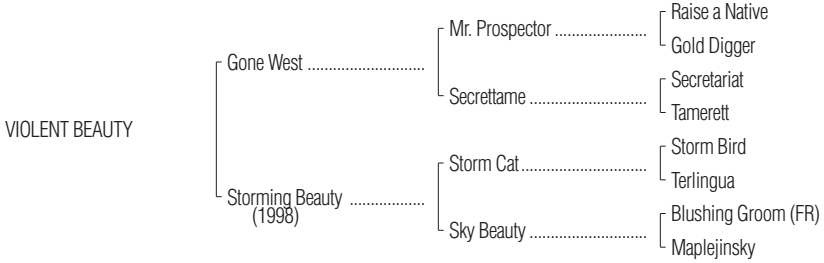 Raise a Native
Mr. Prospector ......................
Gold Digger
Gone West ............................
Secretariat
Secrettame ............................
Tamerett
VIOLENT BEAUTY
Storm Bird
Storm Cat..............................
Terlingua
Storming Beauty ..................
(1998)
Blushing Groom (FR)
Sky Beauty ............................
Maplejinsky